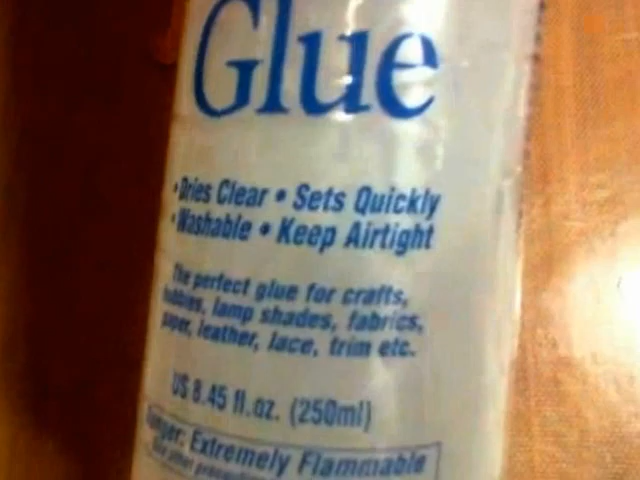 Glue
• Dries Clear • Sets Quickly
• Washable • Keep Airtight
The perfect glue for crafts,
hobbies, lamp shades, fabrics,
paper, leather, lace, trim etc.
US 8.45 fl.oz. (250ml)
Danger: Extremely Flammable